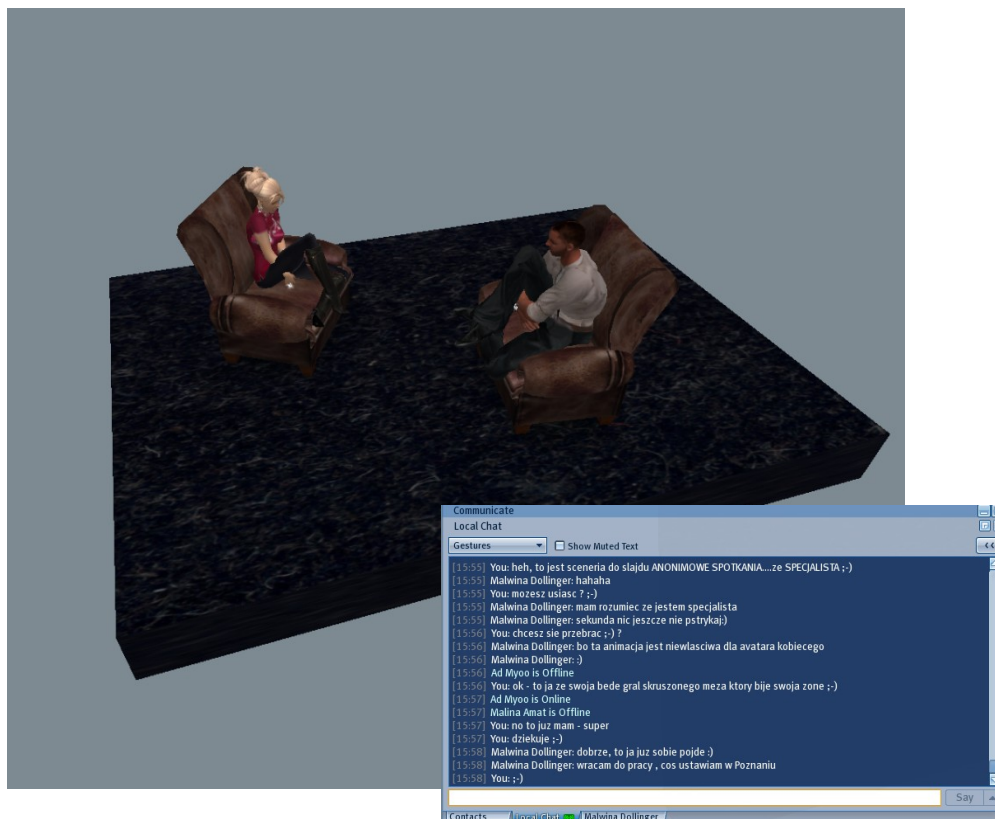 Communicate
Local Chat
Gestures
Show Muted Text
[15:55] You: heh, to jest sceneria do slajdu ANONIMOWE SPOTKANIA....ze SPECJALISTA ;-)
[15:55] Malwina Dollinger: hahaha
[15:55] You: mozesz usiasc ? ;-)
[15:55] Malwina Dollinger: mam rozumiec ze jestem specjalista
[15:55] Malwina Dollinger: sekunda nic jeszcze nie pstrykaj:)
[15:56] You: chcesz sie przebrac ;-) ?
[15:56] Malwina Dollinger: bo ta animacja jest niewlasciwa dla avatara kobiecego
[15:56] Malwina Dollinger: :)
[15:56] Ad Myoo is Offline
[15:56] You: ok - to ja ze swoja bede gral skruszonego meza ktory bije swoja zone ;-)
[15:57] Ad Myoo is Online
[15:57] Malina Amat is Offline
[15:57] You: no to juz mam - super
[15:57] You: dziekuje ;-)
[15:58] Malwina Dollinger: dobrze, to ja juz sobie pojde :)
[15:58] Malwina Dollinger: wracam do pracy , cos ustawiam w Poznaniu
[15:58] You: ;-)
Say
Contacts Local Chat Malwina Dollinger